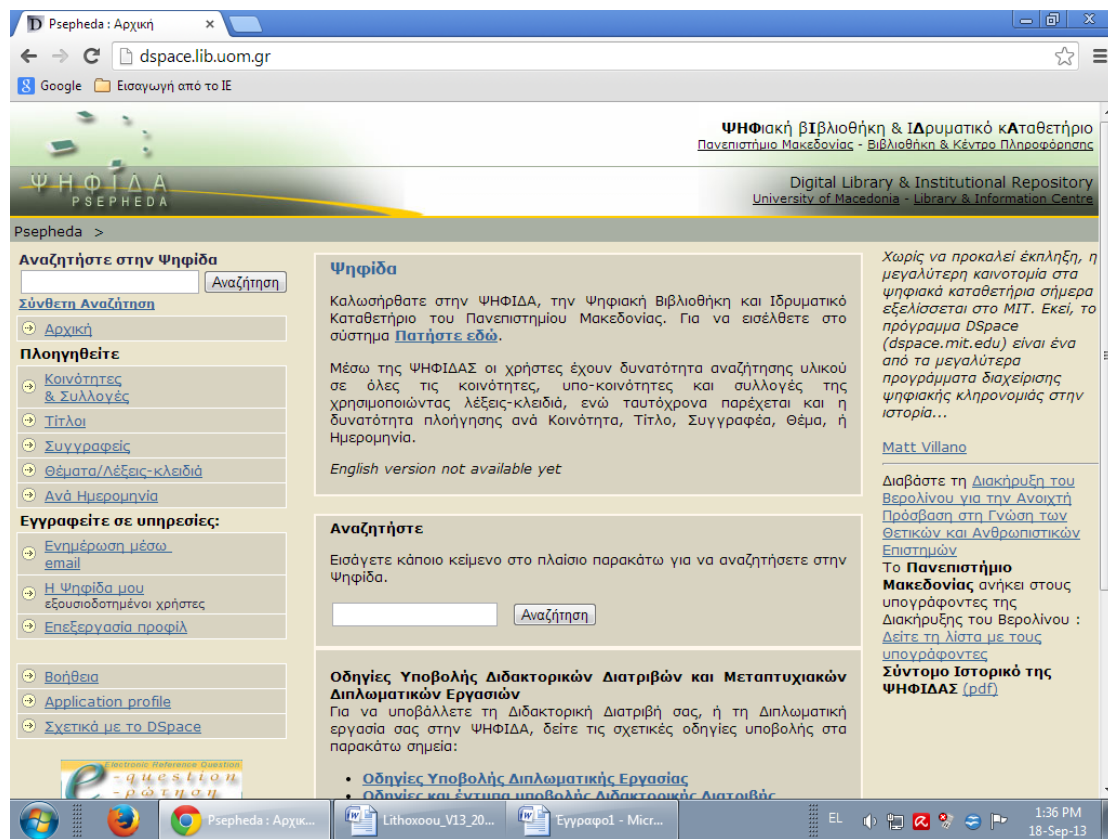 Psepheda : Αρχική
dspace.lib.uom.gr
Google Εισαγωγή από το IE
ΨΗΦΙΔΑ
PSEPHEDA
ΨΗΦιακή βΙβλιοθήκη & ΙΔρυματικό κΑταθετήριο
Πανεπιστήμιο Μακεδονίας - Βιβλιοθήκη & Κέντρο Πληροφόρησης
Digital Library & Institutional Repository
University of Macedonia - Library & Information Centre
Psepheda >
Αναζητήστε στην Ψηφίδα
Αναζήτηση
Σύνθετη Αναζήτηση
Αρχική
Πλοηγηθείτε
Κοινότητες
& Συλλογές
Τίτλοι
Συγγραφείς
Θέματα/Λέξεις-κλειδιά
Ανά Ημερομηνία
Εγγραφείτε σε υπηρεσίες:
Ενημέρωση μέσω
email
Η Ψηφίδα μου
εξουσιοδοτημένοι χρήστες
Επεξεργασία προφίλ
Βοήθεια
Application profile
Σχετικά με το DSpace
Electronic Reference Question
e-question
-ρώτηση
Ψηφίδα
Καλωσήρθατε στην ΨΗΦΙΔΑ, την Ψηφιακή Βιβλιοθήκη και Ιδρυματικό
Καταθετήριο του Πανεπιστημίου Μακεδονίας. Για να εισέλθετε στο
σύστημα Πατήστε εδώ.
Μέσω της ΨΗΦΙΔΑΣ οι χρήστες έχουν δυνατότητα αναζήτησης υλικού
σε όλες τις κοινότητες, υπο-κοινότητες και συλλογές της
χρησιμοποιώντας λέξεις-κλειδιά, ενώ ταυτόχρονα παρέχεται και η
δυνατότητα πλοήγησης ανά Κοινότητα, Τίτλο, Συγγραφέα, Θέμα, ή
Ημερομηνία.
English version not available yet
Αναζητήστε
Εισάγετε κάποιο κείμενο στο πλαίσιο παρακάτω για να αναζητήσετε στην
Ψηφίδα.
Αναζήτηση
Οδηγίες Υποβολής Διδακτορικών Διατριβών και Μεταπτυχιακών
Διπλωματικών Εργασιών
Για να υποβάλλετε τη Διδακτορική Διατριβή σας, ή τη Διπλωματική
εργασία σας στην ΨΗΦΙΔΑ, δείτε τις σχετικές οδηγίες υποβολής στα
παρακάτω σημεία:
• Οδηγίες Υποβολής Διπλωματικής Εργασίας
• Οδηγίες και έντυπα υποβολής Διδακτορικής Διατριβής
Χωρίς να προκαλεί έκπληξη, η
μεγαλύτερη καινοτομία στα
ψηφιακά καταθετήρια σήμερα
εξελίσσεται στο MIT. Εκεί, το
πρόγραμμα DSpace
(dspace.mit.edu) είναι ένα
από τα μεγαλύτερα
προγράμματα διαχείρισης
ψηφιακής κληρονομιάς στην
ιστορία...
Matt Villano
Διαβάστε τη Διακήρυξη του
Βερολίνου για την Ανοιχτή
Πρόσβαση στη Γνώση των
Θετικών και Ανθρωπιστικών
Επιστημών
Το Πανεπιστήμιο
Μακεδονίας ανήκει στους
υπογράφοντες της
Διακήρυξης του Βερολίνου :
Δείτε τη λίστα με τους
υπογράφοντες
Σύντομο Ιστορικό της
ΨΗΦΙΔΑΣ (pdf)
Psepheda : Αρχικ...
Lithoxoou_V13_20...
Έγγραφο1 - Micr...
EL
1:36 PM
18-Sep-13